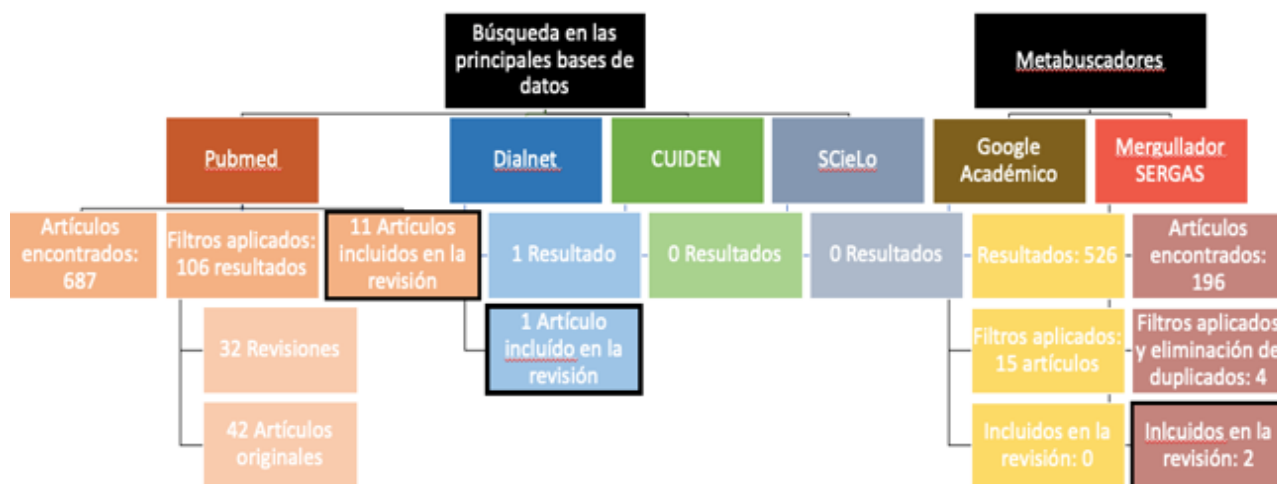 Búsqueda en las
principales bases de
datos
Metabuscadores
Pubmed
Dialnet
CUIDEN
SCieLo
Google
Académico
Mergullador
SERGAS
Artículos
encontrados:
687
Filtros aplicados:
106 resultados
11 Artículos
incluidos en la
revisión
1 Resultado
0 Resultados
0 Resultados
Resultados: 526
Artículos
encontrados:
196
32 Revisiones
1 Artículo
incluído en la
revisión
Filtros aplicados:
15 artículos
Filtros aplicados
y eliminación de
duplicados: 4
42 Artículos
originales
Incluidos en la
revisión: 0
Inlcuidos en la
revisión: 2